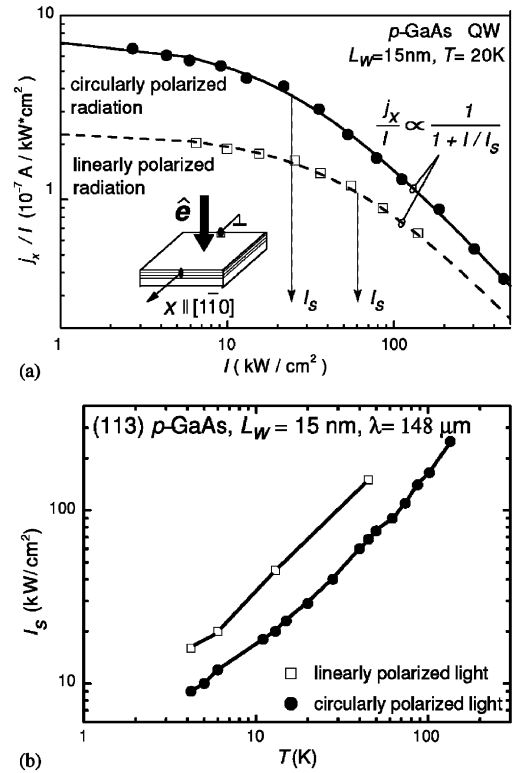 10
p-GaAs QW
L_W=15nm, T= 20K
circularly polarized
radiation
j_x / I ∝ 1 / (1 + I / I_S)
linearly polarized
radiation
1
j_x / I (10^-7 A / kW*cm^2)
ê
x || [11̄0]
I_S I_S
1 10 100
(a) I (kW / cm^2)
(113) p-GaAs, L_W = 15 nm, λ= 148 μm
100
I_S (kW/cm^2)
10
linearly polarized light
circularly polarized light
1 10 100
(b) T(K)